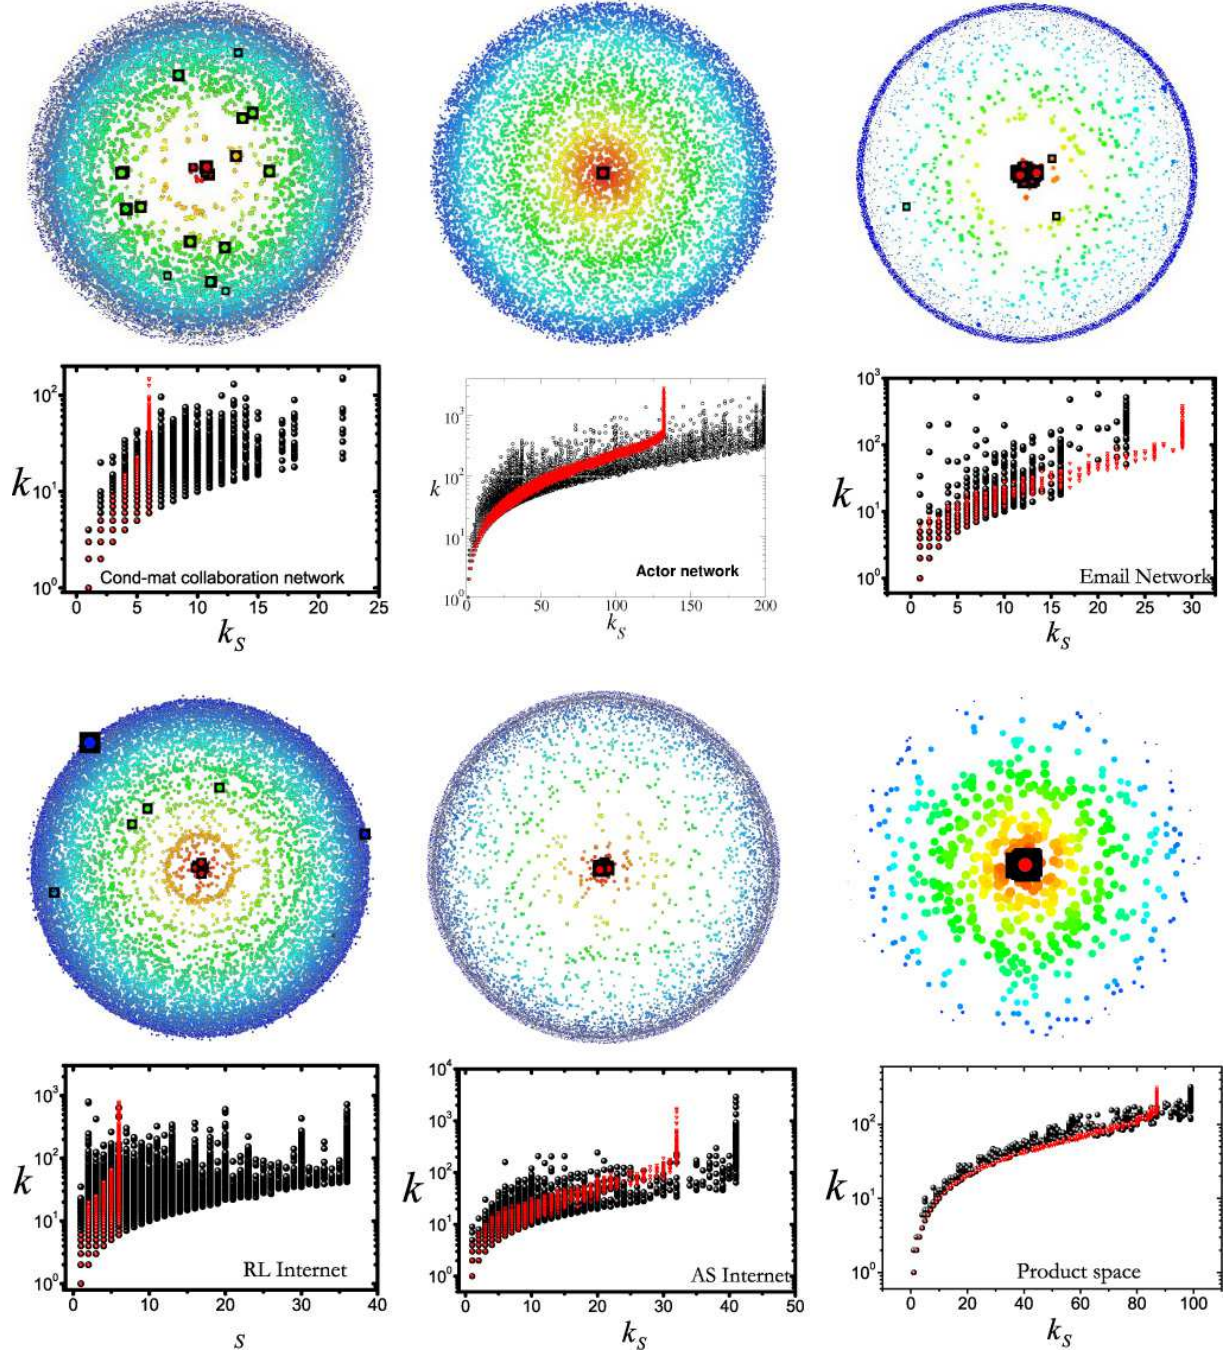 10²
10¹
10⁰
k
0 5 10 15 20 25
k_S
Cond-mat collaboration network
10³
10²
10¹
10⁰
k
0 50 100 150 200
k_S
Actor network
10³
10²
10¹
10⁰
k
0 5 10 15 20 25 30
k_S
Email Network
10³
10²
10¹
10⁰
k
0 10 20 30 40
s
RL Internet
10⁴
10³
10²
10¹
10⁰
k
0 10 20 30 40 50
k_S
AS Internet
10²
10¹
10⁰
k
0 20 40 60 80 100
k_S
Product space